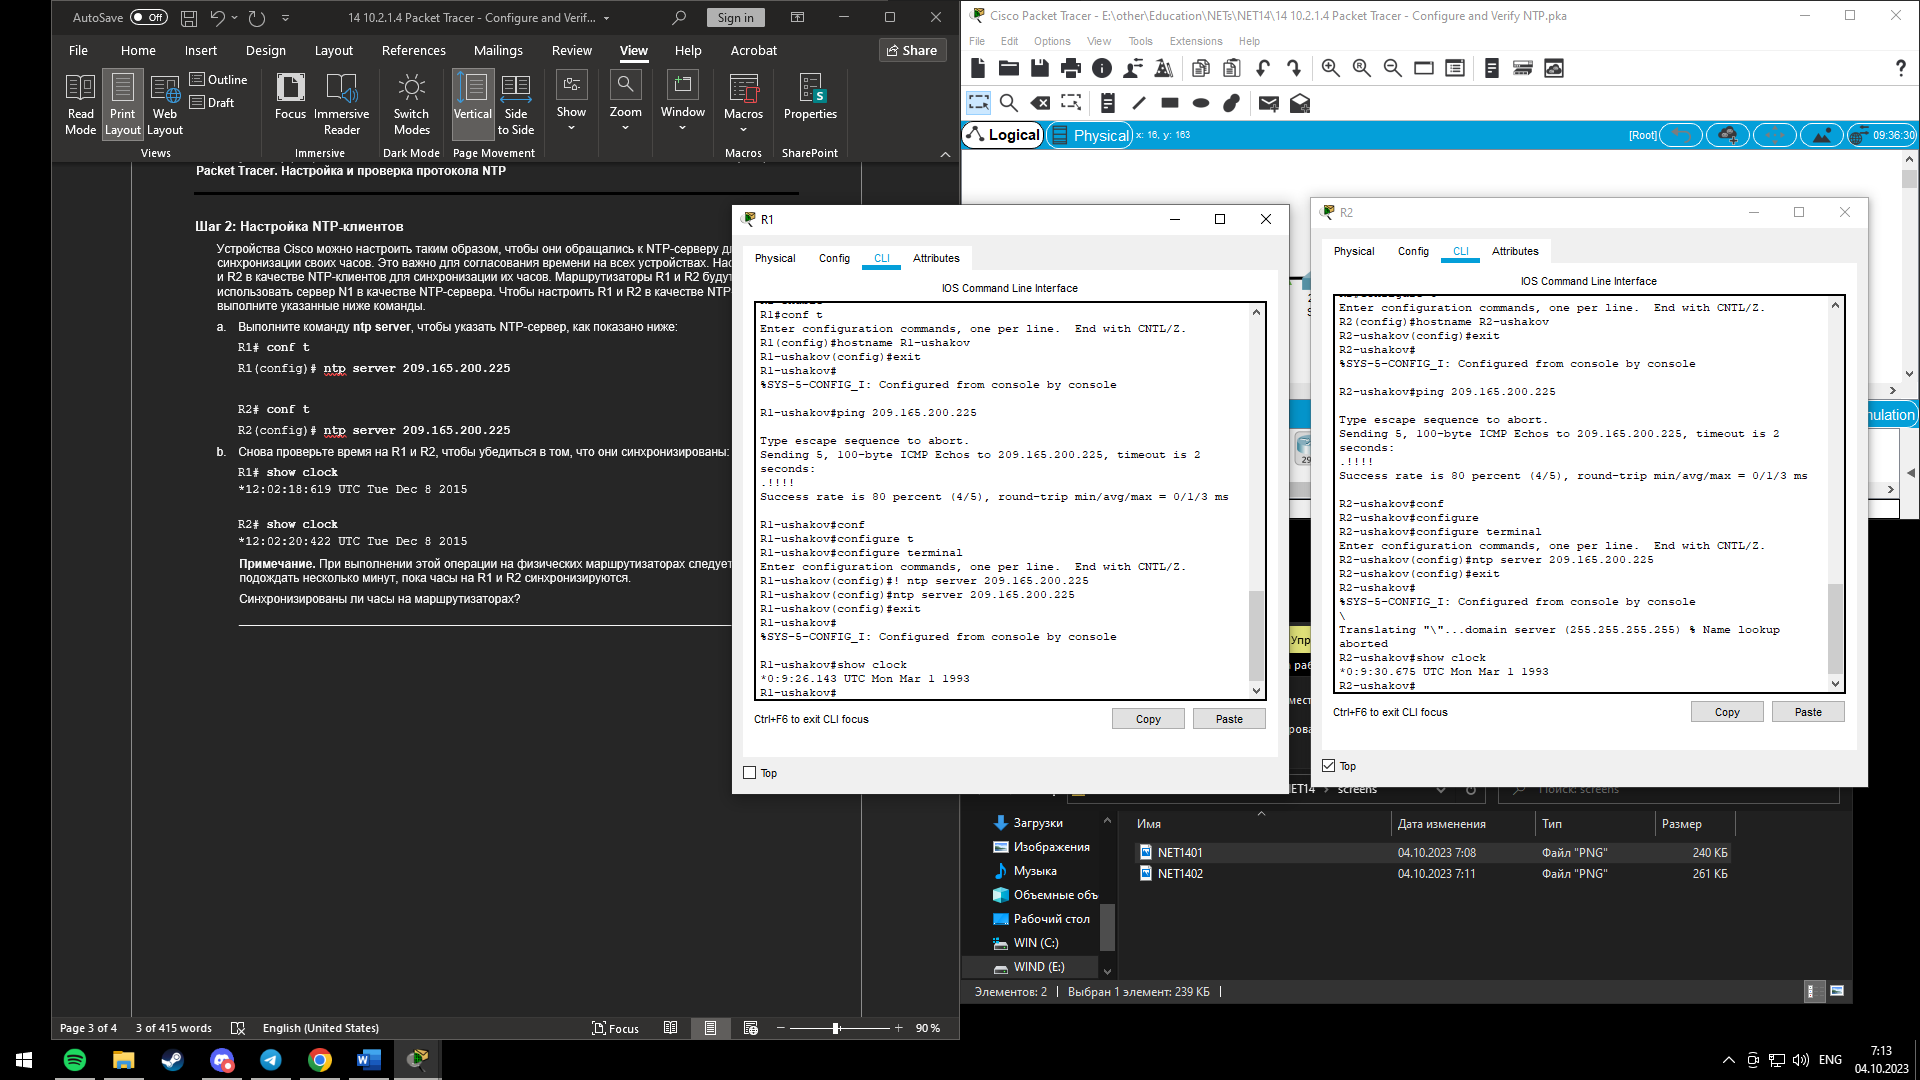 AutoSave Off 14 10.2.1.4 Packet Tracer - Configure and Verif... Sign in
File Home Insert Design Layout References Mailings Review View Help Acrobat Share
Read Mode
Print Layout
Web Layout
Outline
Draft
Views
Focus
Immersive Reader
Immersive
Switch Modes
Dark Mode
Vertical
Side to Side
Page Movement
Show
Zoom
Window
Macros
Macros
Properties
SharePoint
Packet Tracer. Настройка и проверка протокола NTP
Шаг 2: Настройка NTP-клиентов
Устройства Cisco можно настроить таким образом, чтобы они обращались к NTP-серверу д
синхронизации своих часов. Это важно для согласования времени на всех устройствах. Нас
и R2 в качестве NTP-клиентов для синхронизации их часов. Маршрутизаторы R1 и R2 будут
использовать сервер N1 в качестве NTP-сервера. Чтобы настроить R1 и R2 в качестве NTP
выполните указанные ниже команды.
a. Выполните команду ntp server, чтобы указать NTP-сервер, как показано ниже:
R1# conf t
R1(config)# ntp server 209.165.200.225
R2# conf t
R2(config)# ntp server 209.165.200.225
b. Снова проверьте время на R1 и R2, чтобы убедиться в том, что они синхронизированы:
R1# show clock
*12:02:18:619 UTC Tue Dec 8 2015
R2# show clock
*12:02:20:422 UTC Tue Dec 8 2015
Примечание. При выполнении этой операции на физических маршрутизаторах следует
подождать несколько минут, пока часы на R1 и R2 синхронизируются.
Синхронизированы ли часы на маршрутизаторах?
Page 3 of 4 3 of 415 words English (United States) Focus 90 %
Cisco Packet Tracer - E:\other\Education\NETs\NET14\14 10.2.1.4 Packet Tracer - Configure and Verify NTP.pka
File Edit Options View Tools Extensions Help
?
Logical Physical x: 16, y: 163 [Root] 09:36:30
R1
Physical Config CLI Attributes
IOS Command Line Interface
R1#conf t
Enter configuration commands, one per line. End with CNTL/Z.
R1(config)#hostname R1-ushakov
R1-ushakov(config)#exit
R1-ushakov#
%SYS-5-CONFIG_I: Configured from console by console
R1-ushakov#ping 209.165.200.225
Type escape sequence to abort.
Sending 5, 100-byte ICMP Echos to 209.165.200.225, timeout is 2
seconds:
.!!!!
Success rate is 80 percent (4/5), round-trip min/avg/max = 0/1/3 ms
R1-ushakov#conf
R1-ushakov#configure t
R1-ushakov#configure terminal
Enter configuration commands, one per line. End with CNTL/Z.
R1-ushakov(config)#! ntp server 209.165.200.225
R1-ushakov(config)#ntp server 209.165.200.225
R1-ushakov(config)#exit
R1-ushakov#
%SYS-5-CONFIG_I: Configured from console by console
R1-ushakov#show clock
*0:9:26.143 UTC Mon Mar 1 1993
R1-ushakov#
Ctrl+F6 to exit CLI focus Copy Paste
Top
R2
Physical Config CLI Attributes
IOS Command Line Interface
Enter configuration commands, one per line. End with CNTL/Z.
R2(config)#hostname R2-ushakov
R2-ushakov(config)#exit
R2-ushakov#
%SYS-5-CONFIG_I: Configured from console by console
R2-ushakov#ping 209.165.200.225
Type escape sequence to abort.
Sending 5, 100-byte ICMP Echos to 209.165.200.225, timeout is 2
seconds:
.!!!!
Success rate is 80 percent (4/5), round-trip min/avg/max = 0/1/3 ms
R2-ushakov#conf
R2-ushakov#configure
R2-ushakov#configure terminal
Enter configuration commands, one per line. End with CNTL/Z.
R2-ushakov(config)#ntp server 209.165.200.225
R2-ushakov(config)#exit
R2-ushakov#
%SYS-5-CONFIG_I: Configured from console by console
\
Translating "\"...domain server (255.255.255.255) % Name lookup
aborted
R2-ushakov#show clock
*0:9:30.675 UTC Mon Mar 1 1993
R2-ushakov#
Ctrl+F6 to exit CLI focus Copy Paste
Top
nulation
29
Упр
а раб
мест
рова
ET14 screens Поиск: screens
Загрузки
Изображения
Музыка
Объемные объ
Рабочий стол
WIN (C:)
WIND (E:)
Имя Дата изменения Тип Размер
NET1401 04.10.2023 7:08 Файл "PNG" 240 КБ
NET1402 04.10.2023 7:11 Файл "PNG" 261 КБ
Элементов: 2 Выбран 1 элемент: 239 КБ
ENG
7:13
04.10.2023